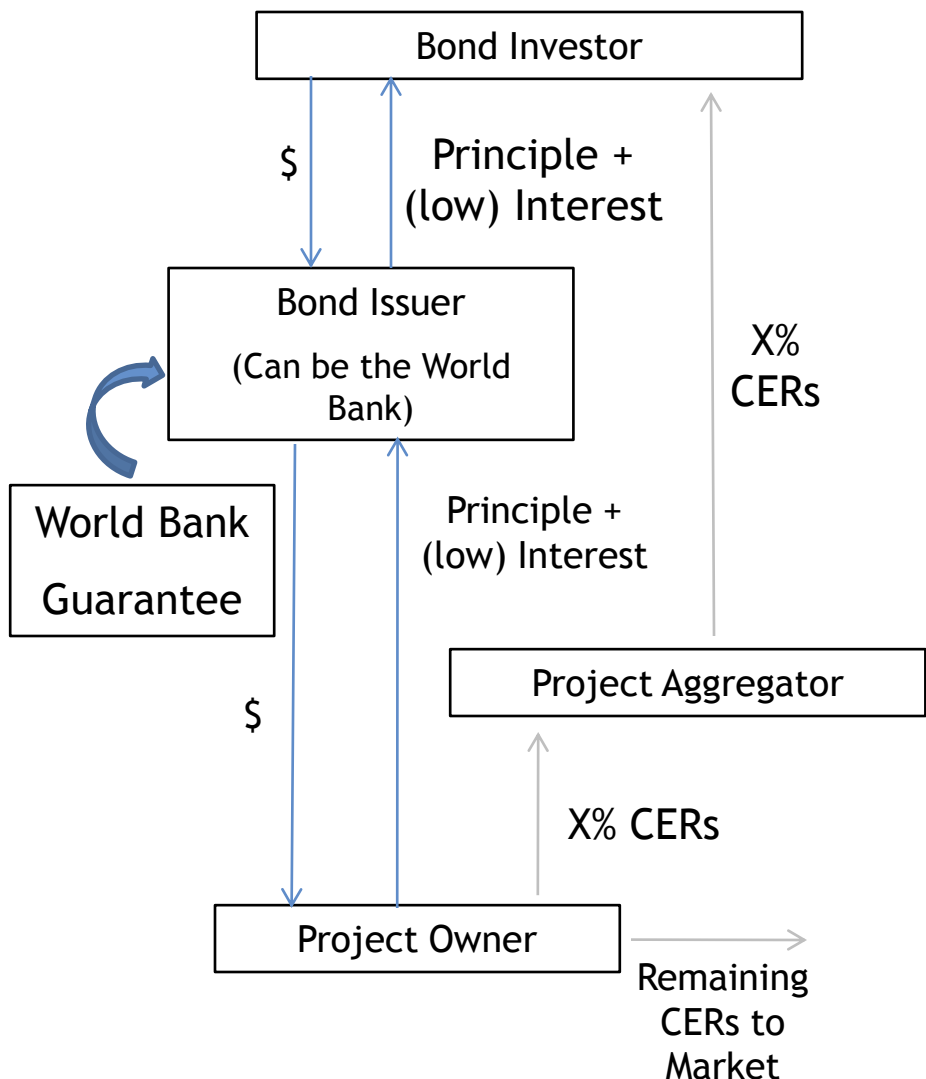 Bond Investor
$
Principle +
(low) Interest
Bond Issuer
(Can be the World
Bank)
X%
CERs
World Bank
Guarantee
Principle +
(low) Interest
Project Aggregator
$
X% CERs
Project Owner
Remaining
CERs to
Market